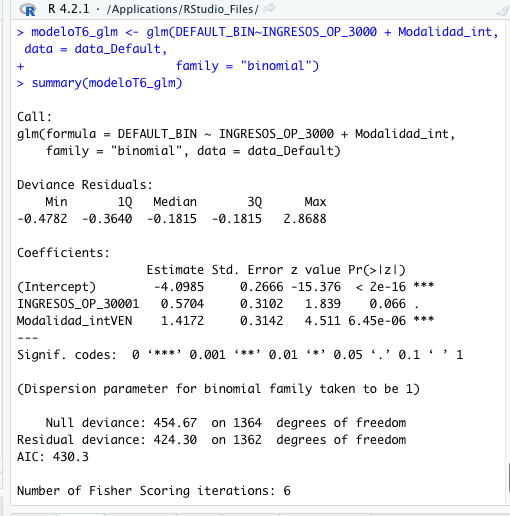 R 4.2.1 · /Applications/RStudio_Files/
> modeloT6_glm <- glm(DEFAULT_BIN~INGRESOS_OP_3000 + Modalidad_int,
 data = data_Default,
+                     family = "binomial")
> summary(modeloT6_glm)
Call:
glm(formula = DEFAULT_BIN ~ INGRESOS_OP_3000 + Modalidad_int,
    family = "binomial", data = data_Default)
Deviance Residuals:
    Min       1Q   Median       3Q      Max
-0.4782  -0.3640  -0.1815  -0.1815   2.8688
Coefficients:
                  Estimate Std. Error z value Pr(>|z|)
(Intercept)        -4.0985     0.2666 -15.376  < 2e-16 ***
INGRESOS_OP_30001   0.5704     0.3102   1.839    0.066 .
Modalidad_intVEN    1.4172     0.3142   4.511 6.45e-06 ***
---
Signif. codes:  0 ‘***’ 0.001 ‘**’ 0.01 ‘*’ 0.05 ‘.’ 0.1 ‘ ’ 1
(Dispersion parameter for binomial family taken to be 1)
    Null deviance: 454.67  on 1364  degrees of freedom
Residual deviance: 424.30  on 1362  degrees of freedom
AIC: 430.3
Number of Fisher Scoring iterations: 6